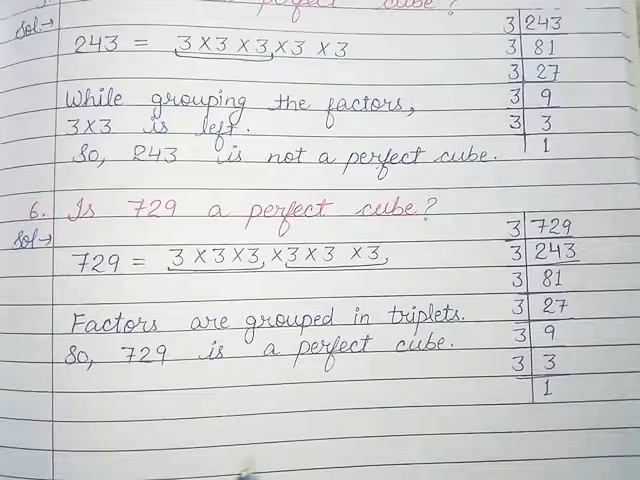 perfect cube?
Sol→
243 = 3×3×3×3×3
3 243
3 81
3 27
3 9
3 3
1
While grouping the factors,
3×3 is left.
So, 243 is not a perfect cube.
6. Is 729 a perfect cube?
Sol→
729 = 3×3×3×3×3×3
3 729
3 243
3 81
3 27
3 9
3 3
1
Factors are grouped in triplets.
So, 729 is a perfect cube.